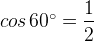 cos 60° = 1/2